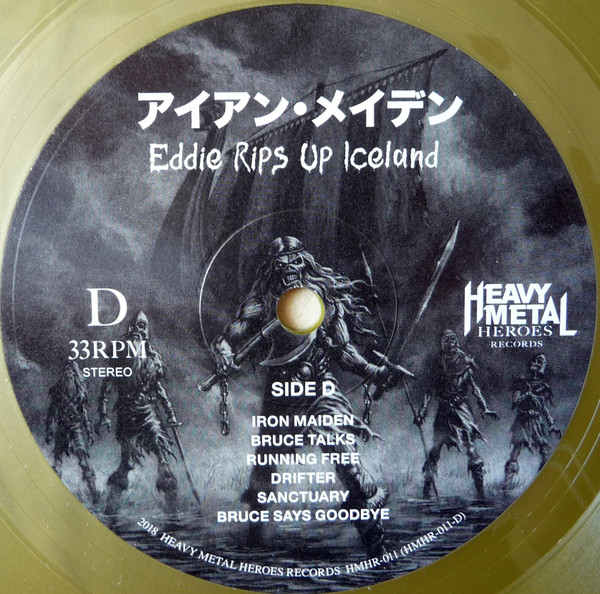 アイアン・メイデン
Eddie Rips Up Iceland
D
33RPM
STEREO
HEAVY
METAL
HEROES
RECORDS
SIDE D
IRON MAIDEN
BRUCE TALKS
RUNNING FREE
DRIFTER
SANCTUARY
BRUCE SAYS GOODBYE
2018 HEAVY METAL HEROES RECORDS HMHR-011 (HMHR-011-D)